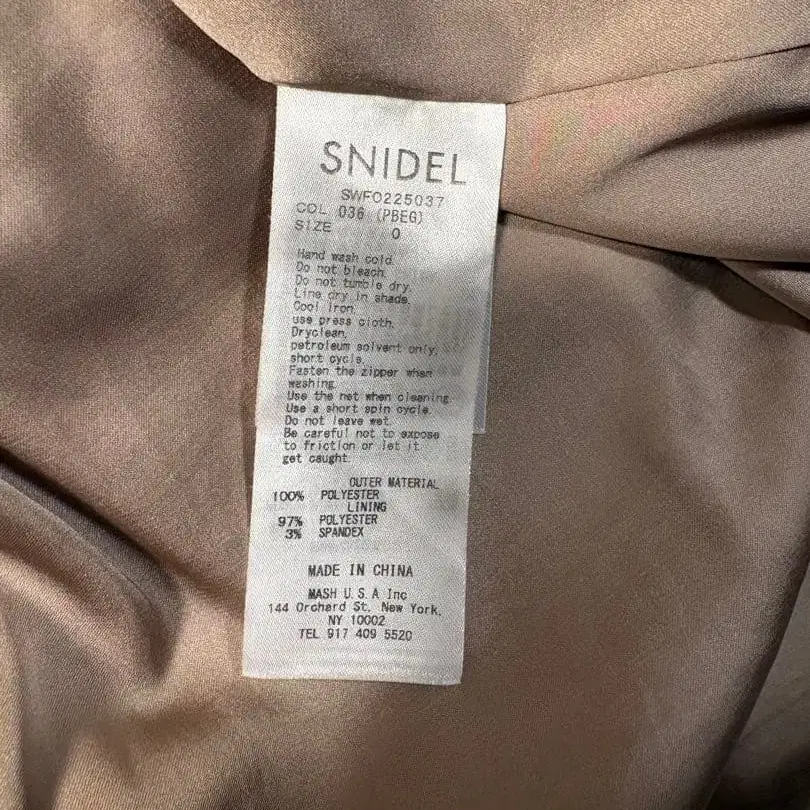 SNIDEL
SWFO225037
COL 036 (PBEG)
SIZE 0
Hand wash cold.
Do not bleach.
Do not tumble dry.
Line dry in shade.
Cool iron.
use press cloth.
Dryclean,
petroleum solvent only,
short cycle.
Fasten the zipper when
washing.
Use the net when cleaning.
Use a short spin cycle.
Do not leave wet.
Be careful not to expose
to friction or let it
get caught.
OUTER MATERIAL
100% POLYESTER
LINING
97% POLYESTER
3% SPANDEX
MADE IN CHINA
MASH U.S.A Inc
144 Orchard St, New York,
NY 10002
TEL 917 409 5520